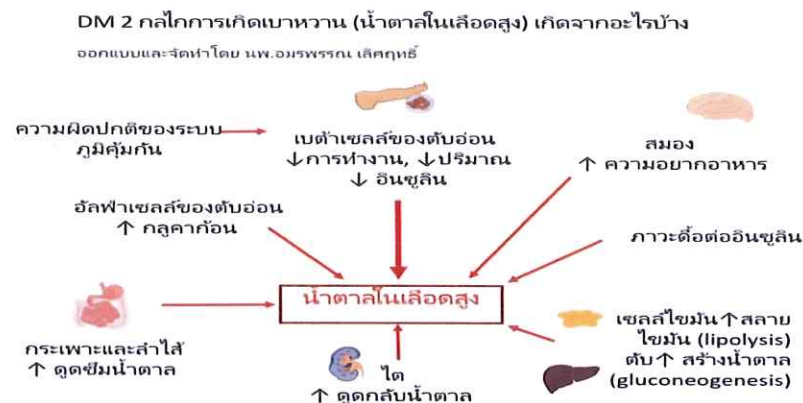 DM 2 กลไกการเกิดเบาหวาน (น้ำตาลในเลือดสูง) เกิดจากอะไรบ้าง
ออกแบบและจัดทำโดย นพ.อมรพรรณ เลิศฤทธิ์
ความผิดปกติของระบบ
ภูมิคุ้มกัน
เบต้าเซลล์ของตับอ่อน
↓การทำงาน, ↓ปริมาณ
↓ อินซูลิน
สมอง
↑ ความอยากอาหาร
อัลฟ่าเซลล์ของตับอ่อน
↑ กลูคาก้อน
ภาวะดื้อต่ออินซูลิน
น้ำตาลในเลือดสูง
กระเพาะและลำไส้
↑ ดูดซึมน้ำตาล
ไต
↑ ดูดกลับน้ำตาล
เซลล์ไขมัน↑สลาย
ไขมัน (lipolysis)
ตับ↑ สร้างน้ำตาล
(gluconeogenesis)